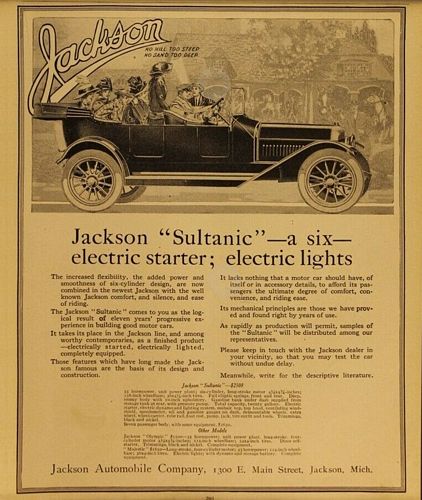 Jackson
NO HILL TOO STEEP
NO SAND TOO DEEP
Jackson "Sultanic"—a six—
electric starter; electric lights
The increased flexibility, the added power and
smoothness of six-cylinder design, are now
combined in the newest Jackson with the well
known Jackson comfort, and silence, and ease
of riding.
The Jackson "Sultanic" comes to you as the log-
ical result of eleven years' progressive ex-
perience in building good motor cars.
It takes its place in the Jackson line, and among
worthy contemporaries, as a finished product
—electrically started, electrically lighted,
completely equipped.
Those features which have long made the Jack-
son famous are the basis of its design and
construction.
It lacks nothing that a motor car should have, of
itself or in accessory details, to afford its pas-
sengers the ultimate degree of comfort, con-
venience, and riding ease.
Its mechanical principles are those we have prov-
ed and found right by years of use.
As rapidly as production will permit, samples of
the "Sultanic" will be distributed among our
representatives.
Please keep in touch with the Jackson dealer in
your vicinity, so that you may test the car
without undue delay.
Meanwhile, write for the descriptive literature.
Jackson "Sultanic"—$2500
Other Models
Jackson Automobile Company, 1300 E. Main Street, Jackson, Mich.